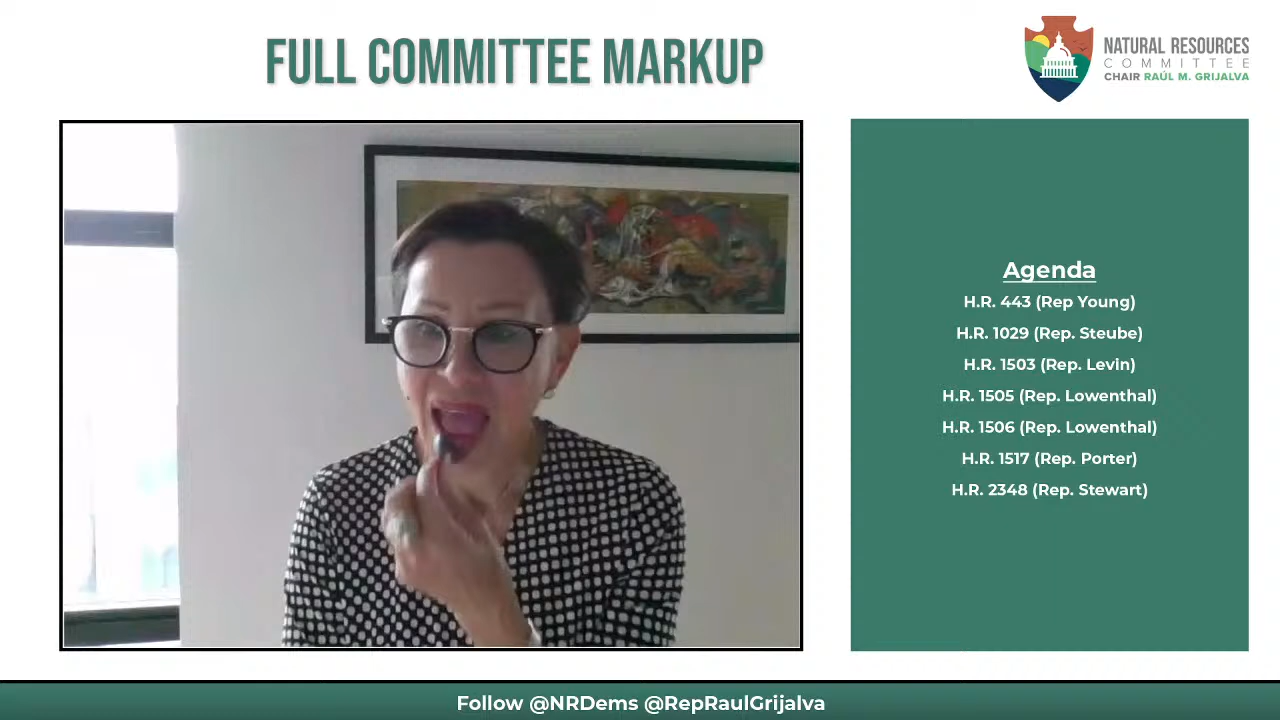 FULL COMMITTEE MARKUP
NATURAL RESOURCES
COMMITTEE
CHAIR RAÚL M. GRIJALVA
Agenda
H.R. 443 (Rep Young)
H.R. 1029 (Rep. Steube)
H.R. 1503 (Rep. Levin)
H.R. 1505 (Rep. Lowenthal)
H.R. 1506 (Rep. Lowenthal)
H.R. 1517 (Rep. Porter)
H.R. 2348 (Rep. Stewart)
Follow @NRDems @RepRaulGrijalva